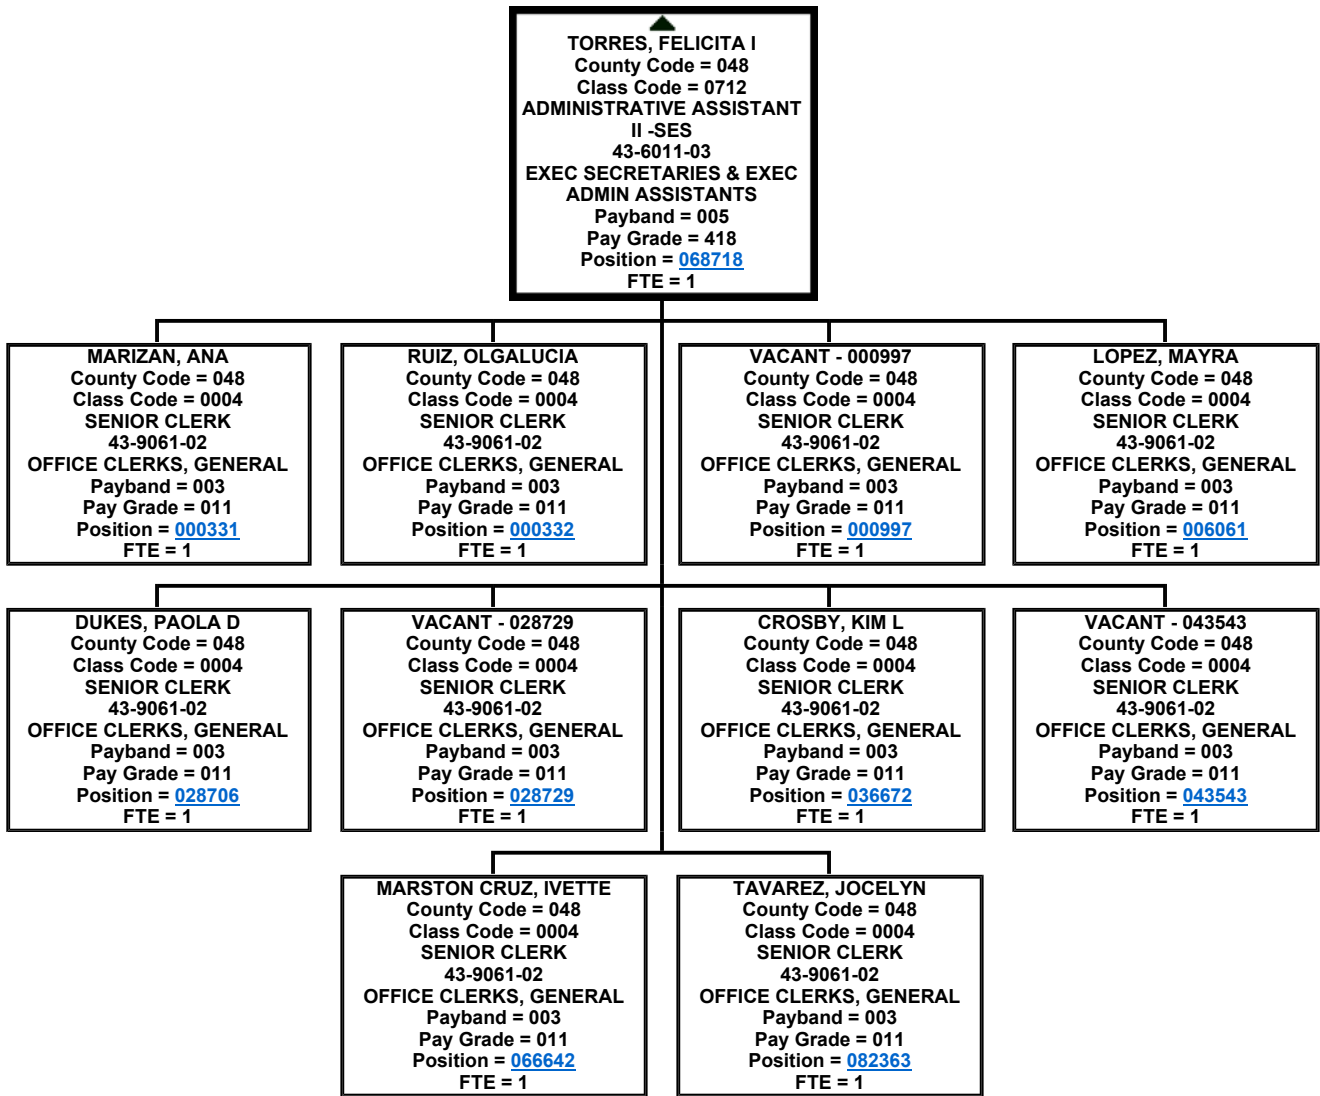 TORRES, FELICITA I
County Code = 048
Class Code = 0712
ADMINISTRATIVE ASSISTANT
II -SES
43-6011-03
EXEC SECRETARIES & EXEC
ADMIN ASSISTANTS
Payband = 005
Pay Grade = 418
Position = 068718
FTE = 1
MARIZAN, ANA
County Code = 048
Class Code = 0004
SENIOR CLERK
43-9061-02
OFFICE CLERKS, GENERAL
Payband = 003
Pay Grade = 011
Position = 000331
FTE = 1
RUIZ, OLGALUCIA
County Code = 048
Class Code = 0004
SENIOR CLERK
43-9061-02
OFFICE CLERKS, GENERAL
Payband = 003
Pay Grade = 011
Position = 000332
FTE = 1
VACANT - 000997
County Code = 048
Class Code = 0004
SENIOR CLERK
43-9061-02
OFFICE CLERKS, GENERAL
Payband = 003
Pay Grade = 011
Position = 000997
FTE = 1
LOPEZ, MAYRA
County Code = 048
Class Code = 0004
SENIOR CLERK
43-9061-02
OFFICE CLERKS, GENERAL
Payband = 003
Pay Grade = 011
Position = 006061
FTE = 1
DUKES, PAOLA D
County Code = 048
Class Code = 0004
SENIOR CLERK
43-9061-02
OFFICE CLERKS, GENERAL
Payband = 003
Pay Grade = 011
Position = 028706
FTE = 1
VACANT - 028729
County Code = 048
Class Code = 0004
SENIOR CLERK
43-9061-02
OFFICE CLERKS, GENERAL
Payband = 003
Pay Grade = 011
Position = 028729
FTE = 1
CROSBY, KIM L
County Code = 048
Class Code = 0004
SENIOR CLERK
43-9061-02
OFFICE CLERKS, GENERAL
Payband = 003
Pay Grade = 011
Position = 036672
FTE = 1
VACANT - 043543
County Code = 048
Class Code = 0004
SENIOR CLERK
43-9061-02
OFFICE CLERKS, GENERAL
Payband = 003
Pay Grade = 011
Position = 043543
FTE = 1
MARSTON CRUZ, IVETTE
County Code = 048
Class Code = 0004
SENIOR CLERK
43-9061-02
OFFICE CLERKS, GENERAL
Payband = 003
Pay Grade = 011
Position = 066642
FTE = 1
TAVAREZ, JOCELYN
County Code = 048
Class Code = 0004
SENIOR CLERK
43-9061-02
OFFICE CLERKS, GENERAL
Payband = 003
Pay Grade = 011
Position = 082363
FTE = 1